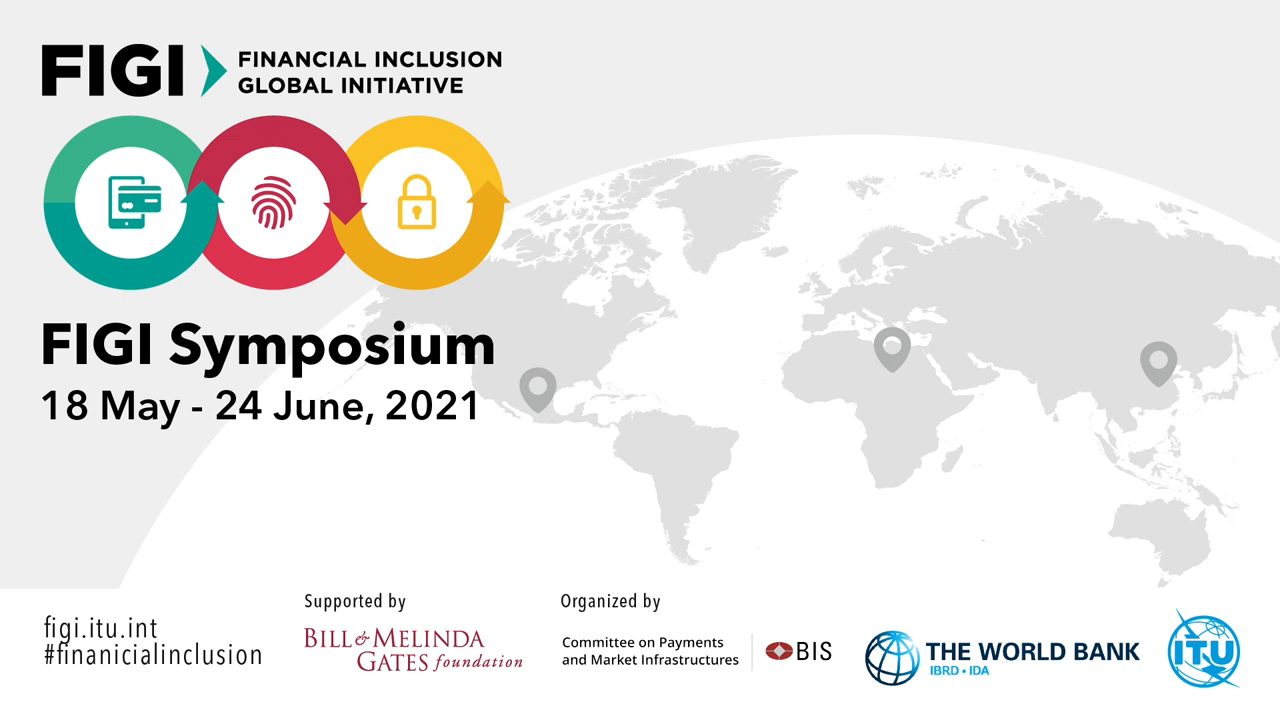 FIGI
FINANCIAL INCLUSION
GLOBAL INITIATIVE
FIGI Symposium
18 May - 24 June, 2021
figi.itu.int
#finanicialinclusion
Supported by
BILL & MELINDA
GATES foundation
Organized by
Committee on Payments
and Market Infrastructures
BIS
THE WORLD BANK
IBRD • IDA
ITU